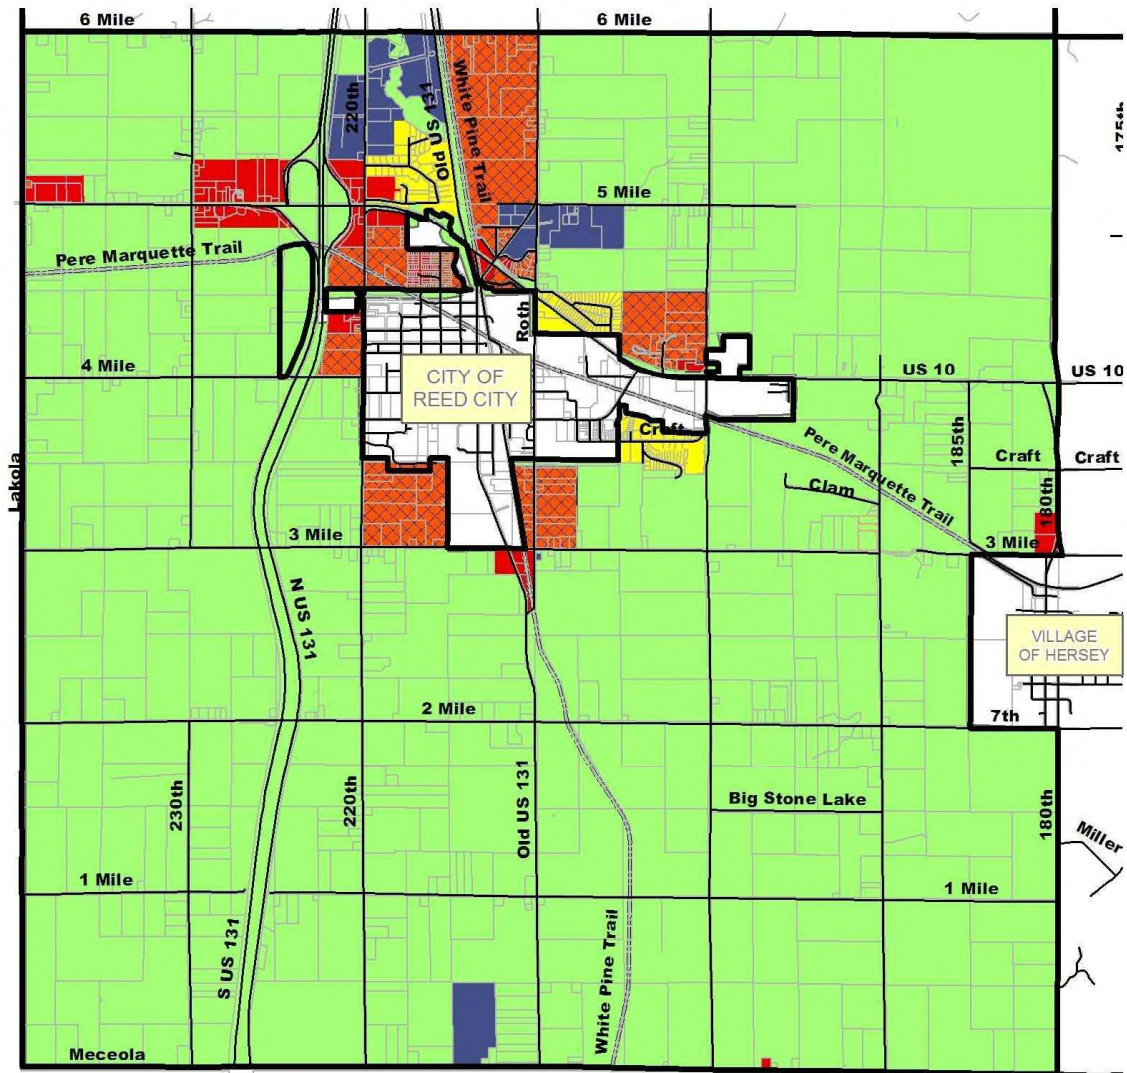 6 Mile
6 Mile
220th
Old US 131
White Pine Trail
175th
5 Mile
Pere Marquette Trail
Roth
4 Mile
CITY OF
REED CITY
US 10
US 10
Craft
185th
Craft
Craft
Pere Marquette Trail
Clam
Lakola
180th
3 Mile
3 Mile
N US 131
VILLAGE
OF HERSEY
2 Mile
7th
230th
220th
Old US 131
Big Stone Lake
180th
Miller
1 Mile
1 Mile
S US 131
White Pine Trail
Meceola